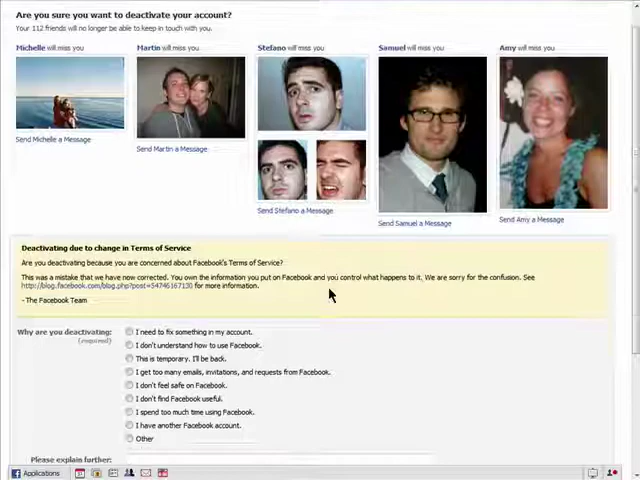 Are you sure you want to deactivate your account?
Your 112 friends will no longer be able to keep in touch with you.
Michelle will miss you
Martin will miss you
Stefano will miss you
Samuel will miss you
Amy will miss you
Send Michelle a Message
Send Martin a Message
Send Stefano a Message
Send Samuel a Message
Send Amy a Message
Deactivating due to change in Terms of Service
Are you deactivating because you are concerned about Facebook's Terms of Service?
This was a mistake that we have now corrected. You own the information you put on Facebook and you control what happens to it. We are sorry for the confusion. See
http://blog.facebook.com/blog.php?post=54746167130 for more information.
- The Facebook Team
Why are you deactivating:
(required)
I need to fix something in my account.
I don't understand how to use Facebook.
This is temporary. I'll be back.
I get too many emails, invitations, and requests from Facebook.
I don't feel safe on Facebook.
I don't find Facebook useful.
I spend too much time using Facebook.
I have another Facebook account.
Other
Please explain further:
Applications